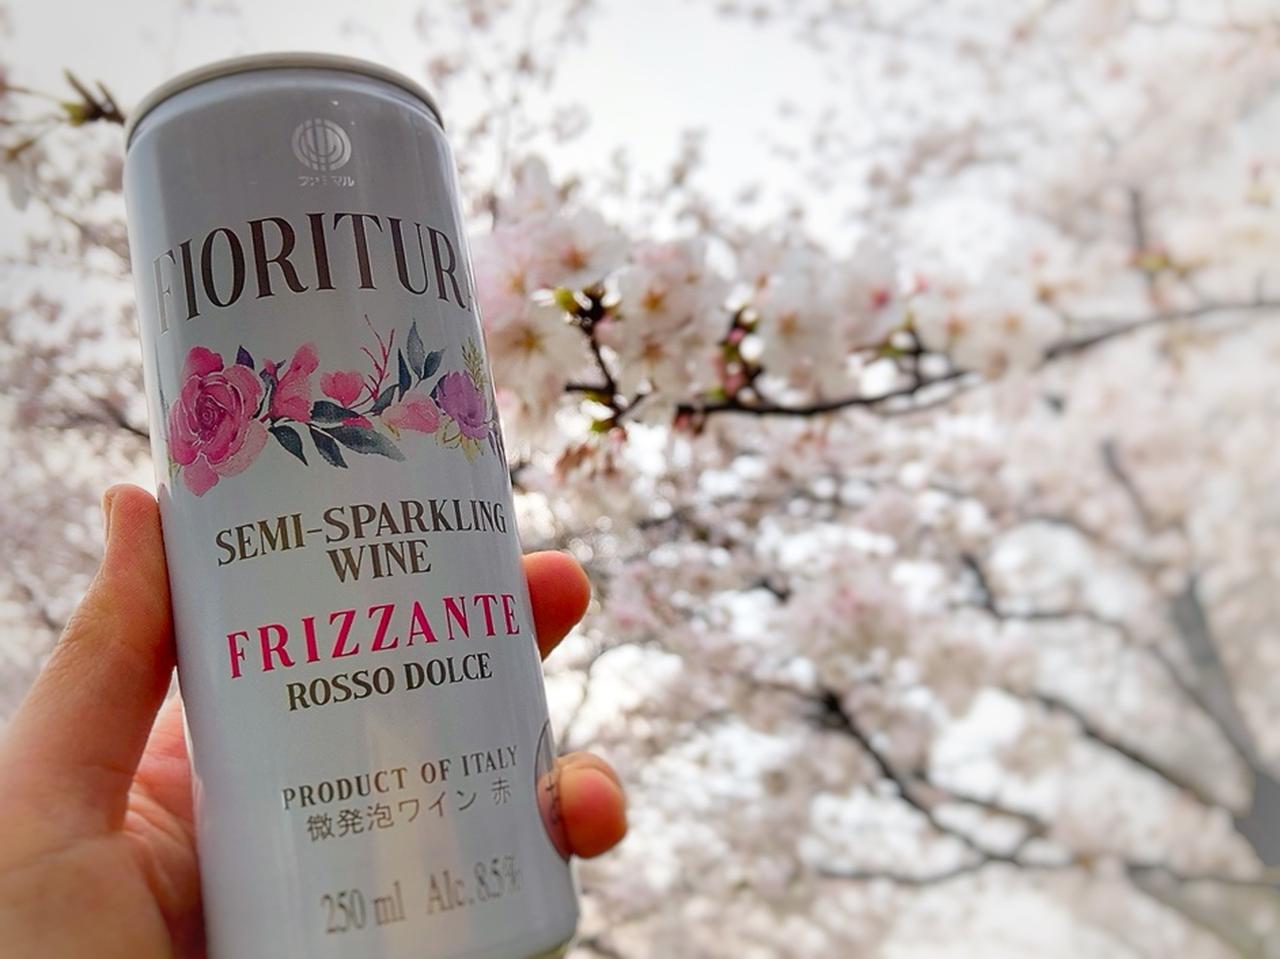 ファミマル
FIORITURA
SEMI-SPARKLING
WINE
FRIZZANTE
ROSSO DOLCE
PRODUCT OF ITALY
微発泡ワイン 赤
250 ml Alc. 8.5%